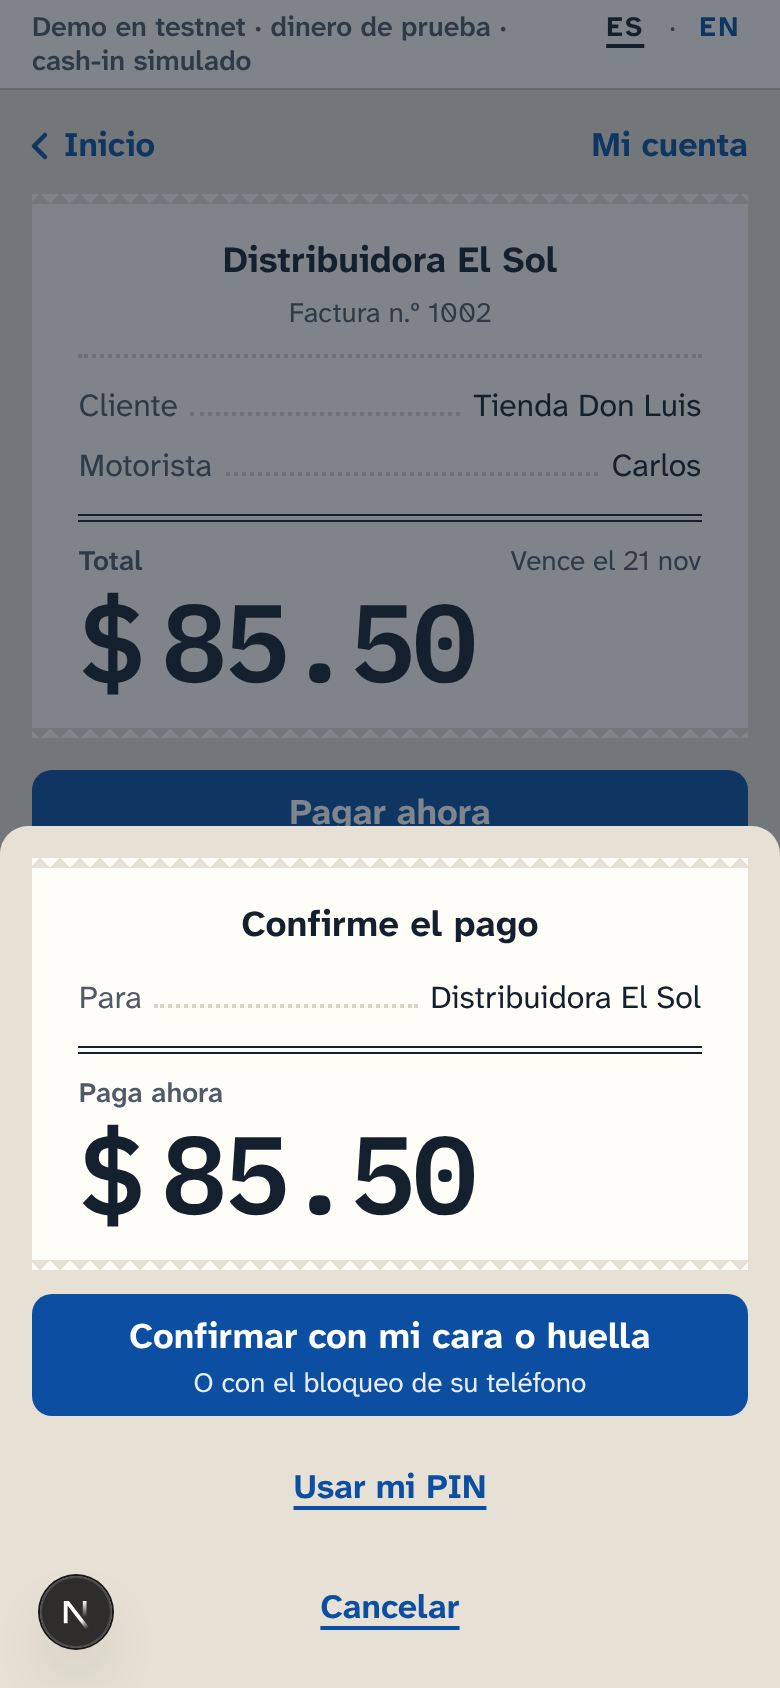 Demo en testnet · dinero de prueba ·
cash-in simulado
ES · EN
Inicio
Mi cuenta
Distribuidora El Sol
Factura n.º 1002
Cliente Tienda Don Luis
Motorista Carlos
Total Vence el 21 nov
$85.50
Pagar ahora
Confirme el pago
Para Distribuidora El Sol
Paga ahora
$85.50
Confirmar con mi cara o huella
O con el bloqueo de su teléfono
Usar mi PIN
N
Cancelar